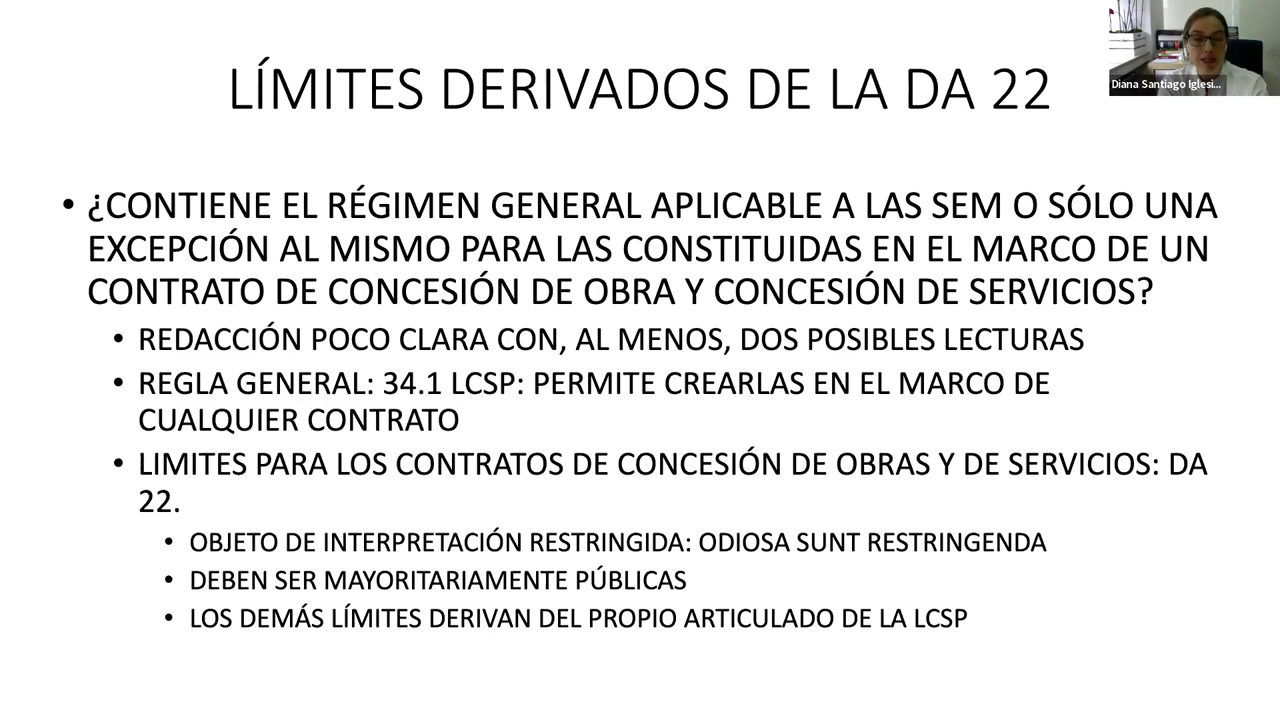 LÍMITES DERIVADOS DE LA DA 22
Diana Santiago Iglesi...
• ¿CONTIENE EL RÉGIMEN GENERAL APLICABLE A LAS SEM O SÓLO UNA
EXCEPCIÓN AL MISMO PARA LAS CONSTITUIDAS EN EL MARCO DE UN
CONTRATO DE CONCESIÓN DE OBRA Y CONCESIÓN DE SERVICIOS?
• REDACCIÓN POCO CLARA CON, AL MENOS, DOS POSIBLES LECTURAS
• REGLA GENERAL: 34.1 LCSP: PERMITE CREARLAS EN EL MARCO DE
CUALQUIER CONTRATO
• LIMITES PARA LOS CONTRATOS DE CONCESIÓN DE OBRAS Y DE SERVICIOS: DA
22.
• OBJETO DE INTERPRETACIÓN RESTRINGIDA: ODIOSA SUNT RESTRINGENDA
• DEBEN SER MAYORITARIAMENTE PÚBLICAS
• LOS DEMÁS LÍMITES DERIVAN DEL PROPIO ARTICULADO DE LA LCSP